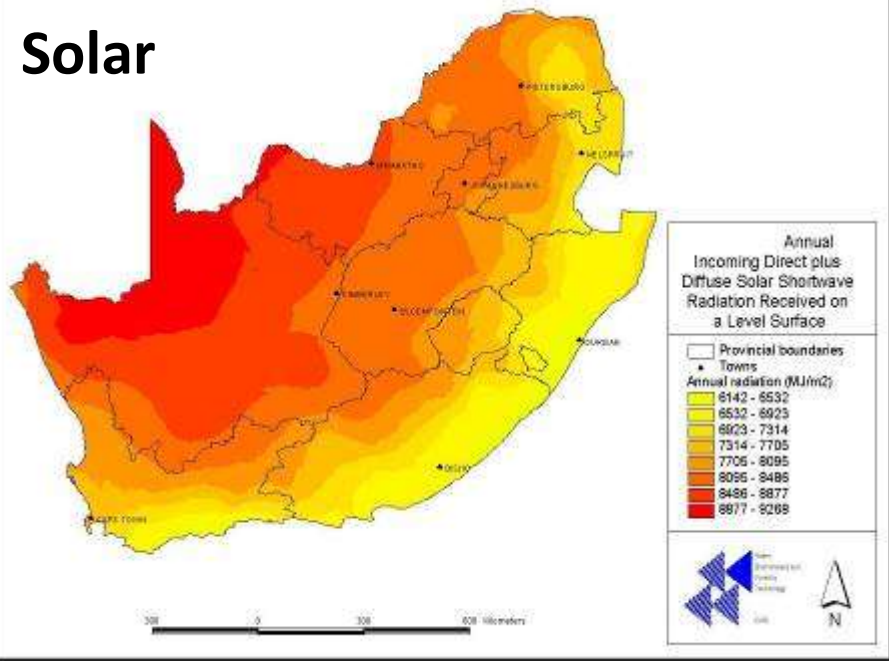 Solar
PIETERSBURG
NELSPRUIT
MMABATHO
JOHANNESBURG
KIMBERLEY
BLOEMFONTEIN
DURBAN
BISHO
CAPE TOWN
Annual
Incoming Direct plus
Diffuse Solar Shortwave
Radiation Received on
a Level Surface
Provincial boundaries
Towns
Annual radiation (MJ/m2)
6142 - 6532
6532 - 6923
6923 - 7314
7314 - 7705
7705 - 8095
8095 - 8486
8486 - 8877
8877 - 9268
300 0 300 600 Kilometers
N